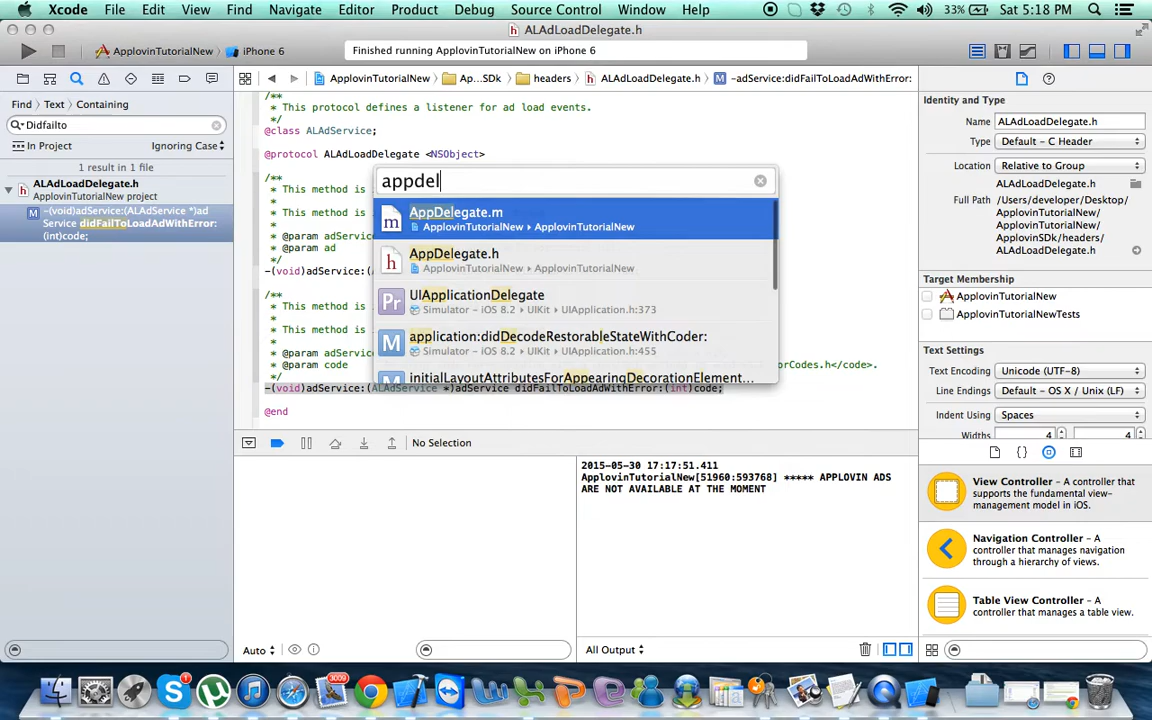 Xcode File Edit View Find Navigate Editor Product Debug Source Control Window Help 33% Sat 5:18 PM
ALAdLoadDelegate.h
ApplovinTutorialNew iPhone 6 Finished running ApplovinTutorialNew on iPhone 6
ApplovinTutorialNew Ap...SDk headers ALAdLoadDelegate.h -adService:didFailToLoadAdWithError:
Find Text Containing
Didfailto
In Project Ignoring Case
1 result in 1 file
ALAdLoadDelegate.h
ApplovinTutorialNew project
-(void)adService:(ALAdService *)ad
Service didFailToLoadAdWithError:
(int)code;
/**
* This protocol defines a listener for ad load events.
*/
@class ALAdService;
@protocol ALAdLoadDelegate <NSObject>
/**
* This method is
* This method is
* @param adServic
* @param ad
*/
-(void)adService:(
/**
* This method is
* This method is
* @param adServic
* @param code orCodes.h</code>.
*/
-(void)adService:(ALAdService *)adService didFailToLoadAdWithError:(int)code;
@end
appdel
AppDelegate.m
ApplovinTutorialNew ▸ ApplovinTutorialNew
AppDelegate.h
ApplovinTutorialNew ▸ ApplovinTutorialNew
UIApplicationDelegate
Simulator – iOS 8.2 ▸ UIKit ▸ UIApplication.h:373
application:didDecodeRestorableStateWithCoder:
Simulator – iOS 8.2 ▸ UIKit ▸ UIApplication.h:455
initialLayoutAttributesForAppearingDecorationElement...
No Selection
2015-05-30 17:17:51.411
ApplovinTutorialNew[51960:593768] ***** APPLOVIN ADS
ARE NOT AVAILABLE AT THE MOMENT
Auto
All Output
Identity and Type
Name ALAdLoadDelegate.h
Type Default - C Header
Location Relative to Group
ALAdLoadDelegate.h
Full Path /Users/developer/Desktop/
ApplovinTutorialNew/
ApplovinTutorialNew/
ApplovinSDk/headers/
ALAdLoadDelegate.h
Target Membership
ApplovinTutorialNew
ApplovinTutorialNewTests
Text Settings
Text Encoding Unicode (UTF-8)
Line Endings Default - OS X / Unix (LF)
Indent Using Spaces
Widths 4 4
View Controller - A controller that
supports the fundamental view-
management model in iOS.
Navigation Controller - A
controller that manages navigation
through a hierarchy of views.
Table View Controller - A
controller that manages a table view.
3009